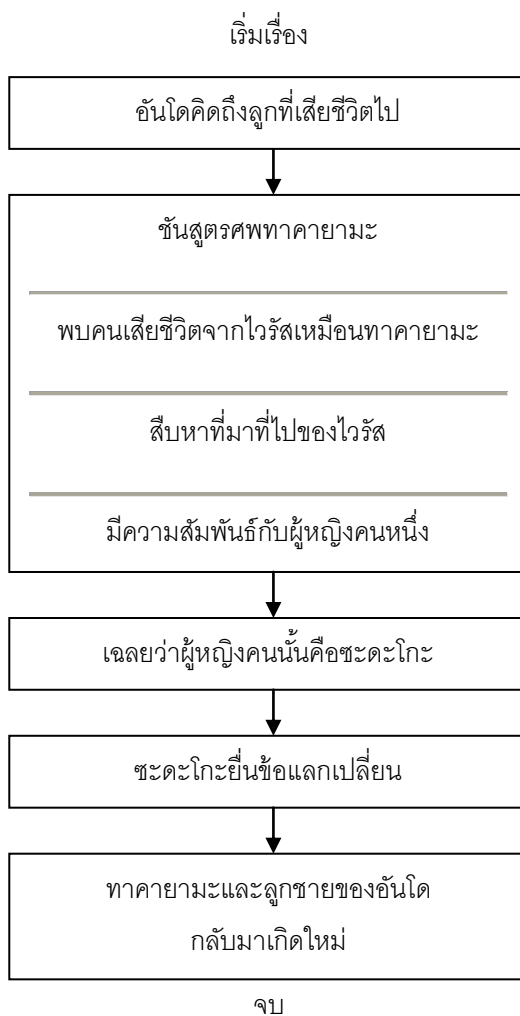 เริ่มเรื่อง
อันโดคิดถึงลูกที่เสียชีวิตไป
ชันสูตรศพทาคายามะ
พบคนเสียชีวิตจากไวรัสเหมือนทาคายามะ
สืบหาที่มาที่ไปของไวรัส
มีความสัมพันธ์กับผู้หญิงคนหนึ่ง
เฉลยว่าผู้หญิงคนนั้นคือซะดะโกะ
ซะดะโกะยื่นข้อแลกเปลี่ยน
ทาคายามะและลูกชายของอันโด
กลับมาเกิดใหม่
จบ